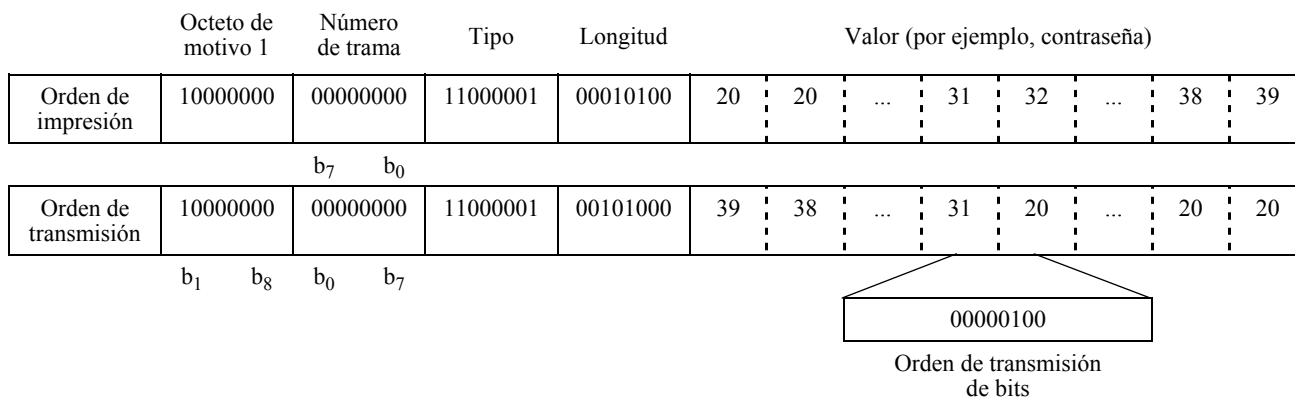 Octeto de motivo 1 Número de trama Tipo Longitud Valor (por ejemplo, contraseña)
Orden de impresión 10000000 00000000 11000001 00010100 20 20 ... 31 32 ... 38 39
b7 b0
Orden de transmisión 10000000 00000000 11000001 00101000 39 38 ... 31 20 ... 20 20
b1 b8 b0 b7
00000100
Orden de transmisión
de bits